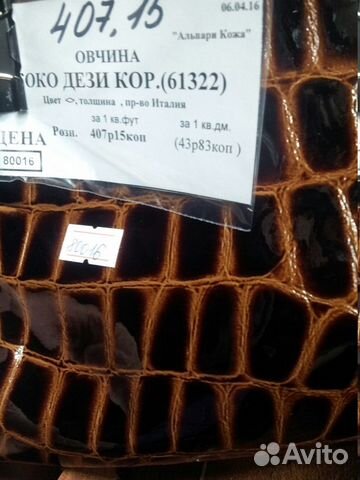 407.15
06.04.16
"Альпари Кожа"
ОВЧИНА
ОКО ДЕЗИ КОР.(61322)
Цвет <>, толщина , пр-во Италия
за 1 кв.фут за 1 кв.дм.
ЦЕНА Розн. 407р15коп (43р83коп )
80016
80016
Avito